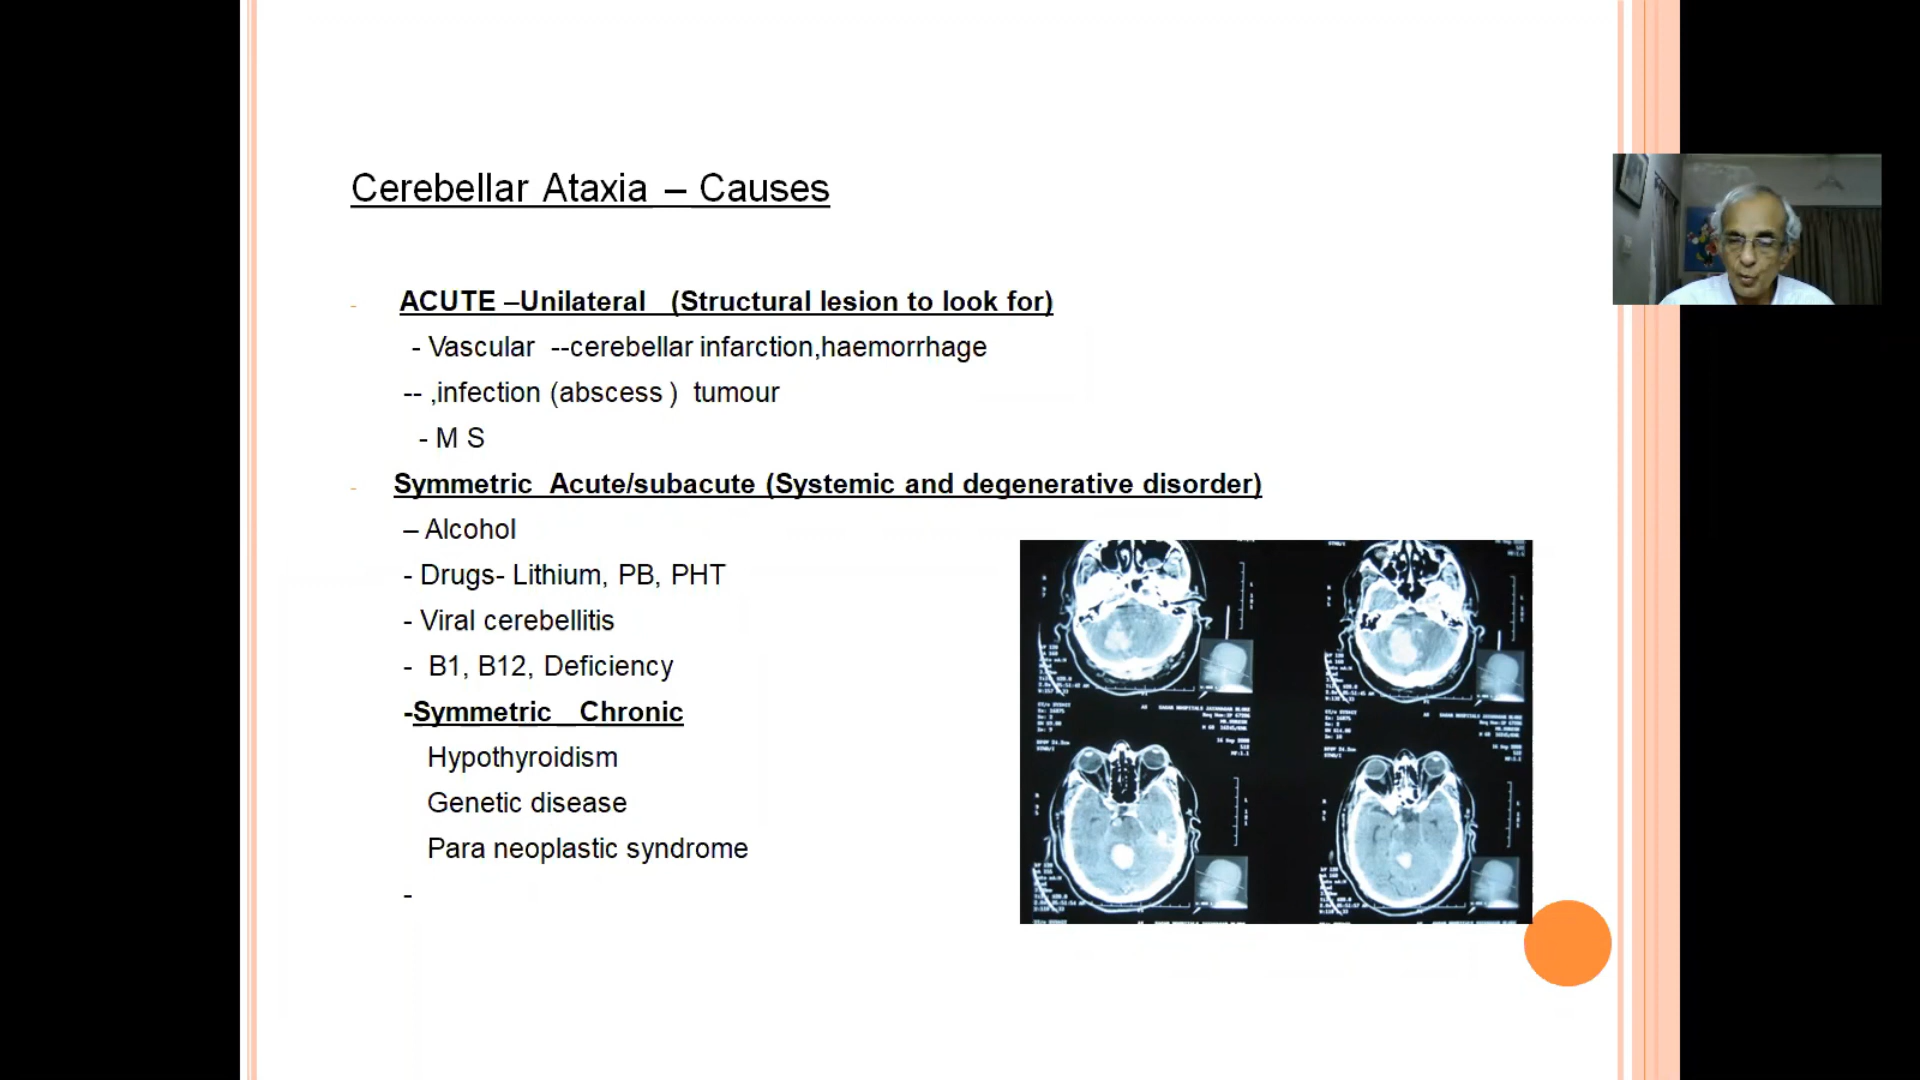 Cerebellar Ataxia – Causes
- ACUTE –Unilateral (Structural lesion to look for)
- Vascular --cerebellar infarction,haemorrhage
-- ,infection (abscess ) tumour
- M S
- Symmetric Acute/subacute (Systemic and degenerative disorder)
– Alcohol
- Drugs- Lithium, PB, PHT
- Viral cerebellitis
- B1, B12, Deficiency
-Symmetric Chronic
Hypothyroidism
Genetic disease
Para neoplastic syndrome
-